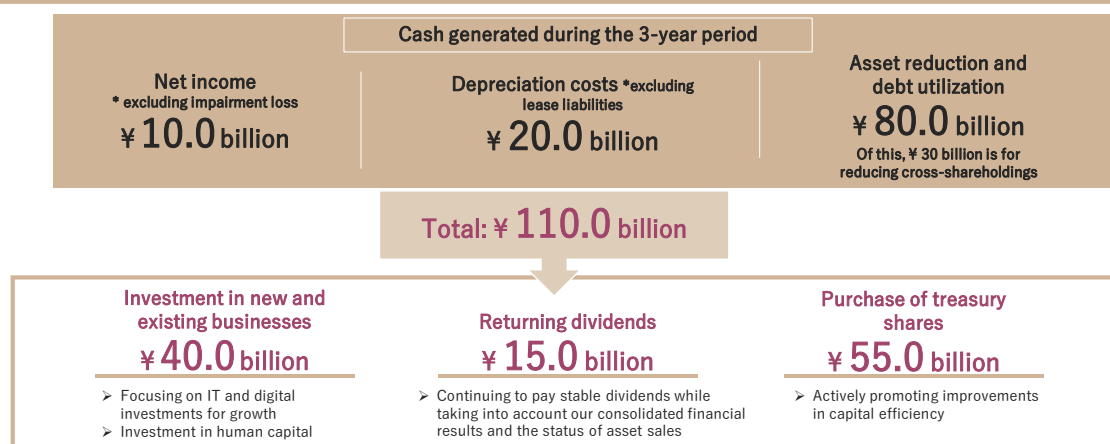 Cash generated during the 3-year period
Net income
* excluding impairment loss
¥ 10.0 billion
Depreciation costs *excluding
lease liabilities
¥ 20.0 billion
Asset reduction and
debt utilization
¥ 80.0 billion
Of this, ¥ 30 billion is for
reducing cross-shareholdings
Total: ¥ 110.0 billion
Investment in new and
existing businesses
¥ 40.0 billion
➢ Focusing on IT and digital
investments for growth
➢ Investment in human capital
Returning dividends
¥ 15.0 billion
➢ Continuing to pay stable dividends while
taking into account our consolidated financial
results and the status of asset sales
Purchase of treasury
shares
¥ 55.0 billion
➢ Actively promoting improvements
in capital efficiency